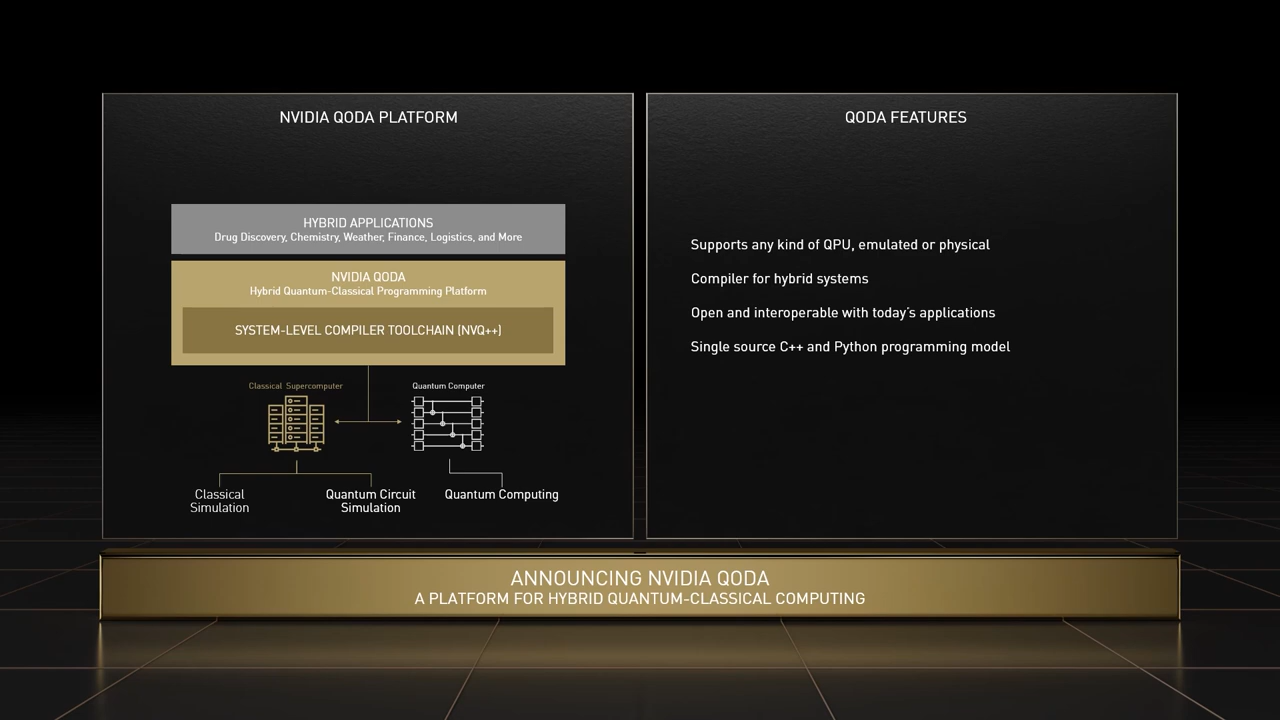 NVIDIA QODA PLATFORM
HYBRID APPLICATIONS
Drug Discovery, Chemistry, Weather, Finance, Logistics, and More
NVIDIA QODA
Hybrid Quantum-Classical Programming Platform
SYSTEM-LEVEL COMPILER TOOLCHAIN (NVQ++)
Classical Supercomputer
Quantum Computer
Classical
Simulation
Quantum Circuit
Simulation
Quantum Computing
QODA FEATURES
Supports any kind of QPU, emulated or physical
Compiler for hybrid systems
Open and interoperable with today's applications
Single source C++ and Python programming model
ANNOUNCING NVIDIA QODA
A PLATFORM FOR HYBRID QUANTUM-CLASSICAL COMPUTING